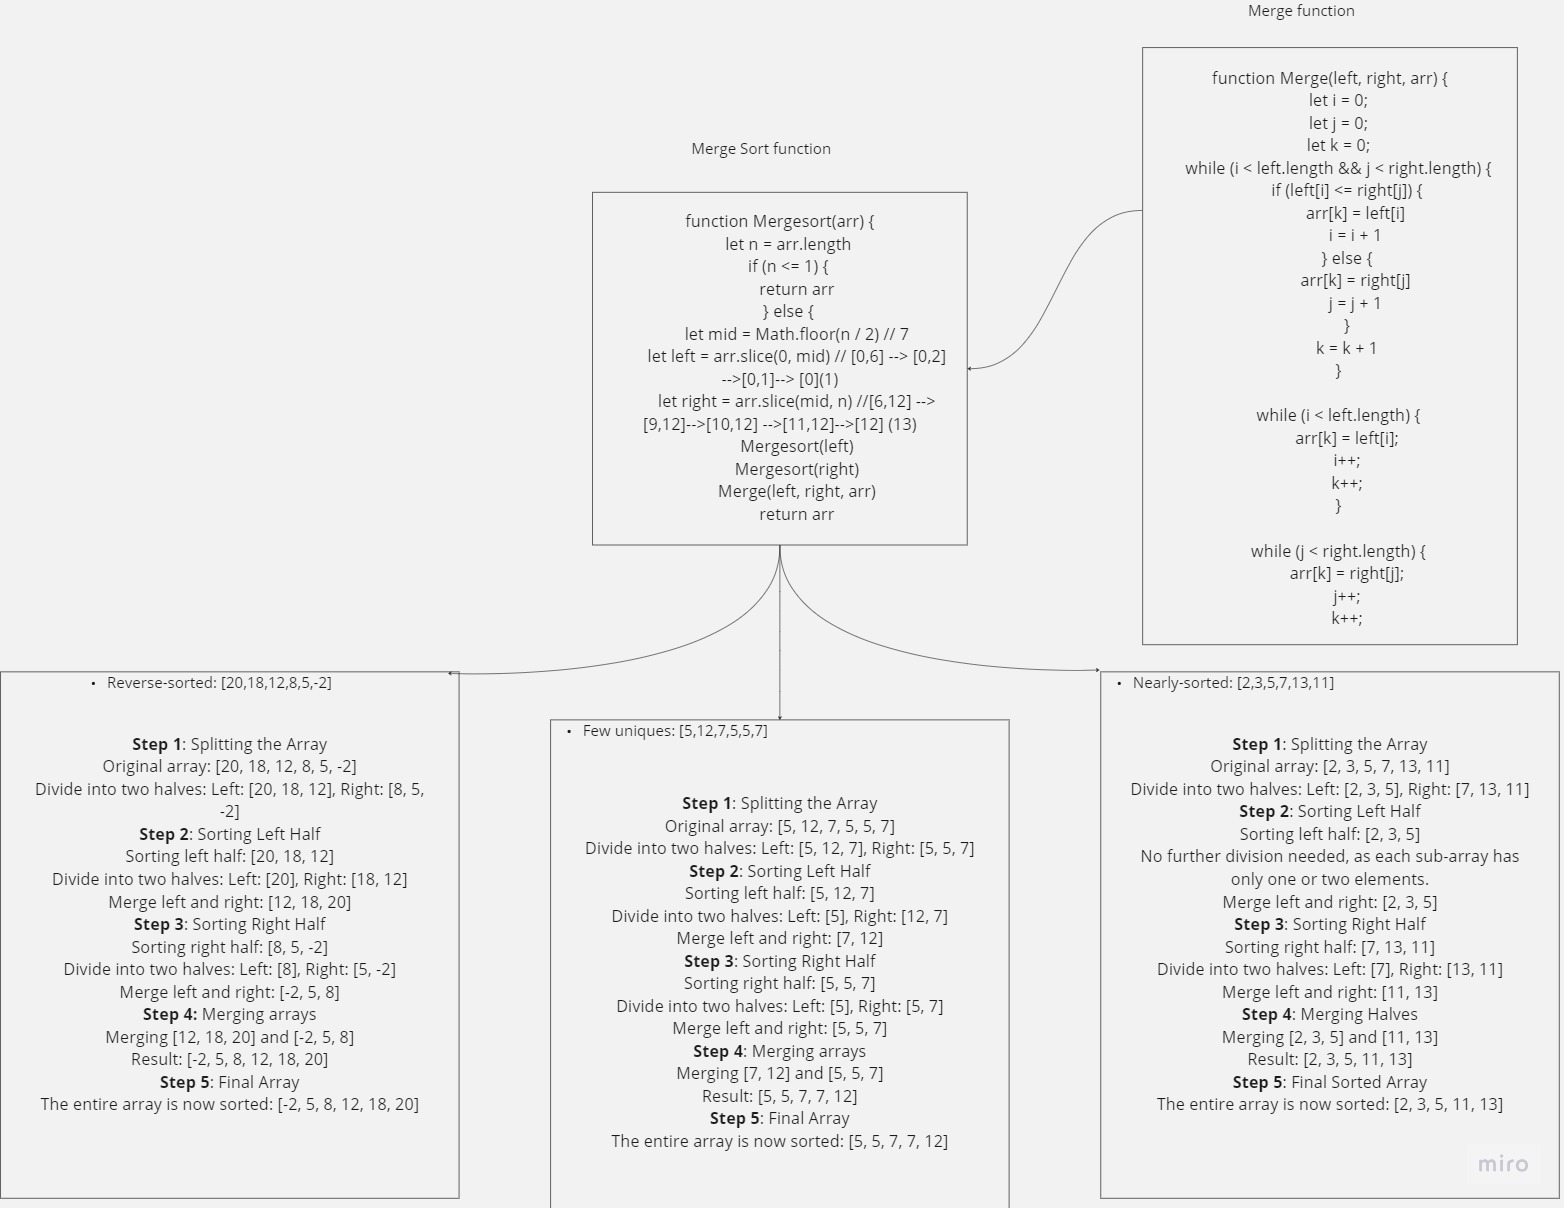 Merge function
function Merge(left, right, arr) {
let i = 0;
let j = 0;
let k = 0;
while (i < left.length && j < right.length) {
if (left[i] <= right[j]) {
arr[k] = left[i]
i = i + 1
} else {
arr[k] = right[j]
j = j + 1
}
k = k + 1
}
while (i < left.length) {
arr[k] = left[i];
i++;
k++;
}
while (j < right.length) {
arr[k] = right[j];
j++;
k++;
Merge Sort function
function Mergesort(arr) {
let n = arr.length
if (n <= 1) {
return arr
} else {
let mid = Math.floor(n / 2) // 7
let left = arr.slice(0, mid) // [0,6] --> [0,2]
-->[0,1]--> [0](1)
let right = arr.slice(mid, n) //[6,12] -->
[9,12]-->[10,12] -->[11,12]-->[12] (13)
Mergesort(left)
Mergesort(right)
Merge(left, right, arr)
return arr
• Reverse-sorted: [20,18,12,8,5,-2]
Step 1: Splitting the Array
Original array: [20, 18, 12, 8, 5, -2]
Divide into two halves: Left: [20, 18, 12], Right: [8, 5,
-2]
Step 2: Sorting Left Half
Sorting left half: [20, 18, 12]
Divide into two halves: Left: [20], Right: [18, 12]
Merge left and right: [12, 18, 20]
Step 3: Sorting Right Half
Sorting right half: [8, 5, -2]
Divide into two halves: Left: [8], Right: [5, -2]
Merge left and right: [-2, 5, 8]
Step 4: Merging arrays
Merging [12, 18, 20] and [-2, 5, 8]
Result: [-2, 5, 8, 12, 18, 20]
Step 5: Final Array
The entire array is now sorted: [-2, 5, 8, 12, 18, 20]
• Few uniques: [5,12,7,5,5,7]
Step 1: Splitting the Array
Original array: [5, 12, 7, 5, 5, 7]
Divide into two halves: Left: [5, 12, 7], Right: [5, 5, 7]
Step 2: Sorting Left Half
Sorting left half: [5, 12, 7]
Divide into two halves: Left: [5], Right: [12, 7]
Merge left and right: [7, 12]
Step 3: Sorting Right Half
Sorting right half: [5, 5, 7]
Divide into two halves: Left: [5], Right: [5, 7]
Merge left and right: [5, 5, 7]
Step 4: Merging arrays
Merging [7, 12] and [5, 5, 7]
Result: [5, 5, 7, 7, 12]
Step 5: Final Array
The entire array is now sorted: [5, 5, 7, 7, 12]
• Nearly-sorted: [2,3,5,7,13,11]
Step 1: Splitting the Array
Original array: [2, 3, 5, 7, 13, 11]
Divide into two halves: Left: [2, 3, 5], Right: [7, 13, 11]
Step 2: Sorting Left Half
Sorting left half: [2, 3, 5]
No further division needed, as each sub-array has
only one or two elements.
Merge left and right: [2, 3, 5]
Step 3: Sorting Right Half
Sorting right half: [7, 13, 11]
Divide into two halves: Left: [7], Right: [13, 11]
Merge left and right: [11, 13]
Step 4: Merging Halves
Merging [2, 3, 5] and [11, 13]
Result: [2, 3, 5, 11, 13]
Step 5: Final Sorted Array
The entire array is now sorted: [2, 3, 5, 11, 13]
miro